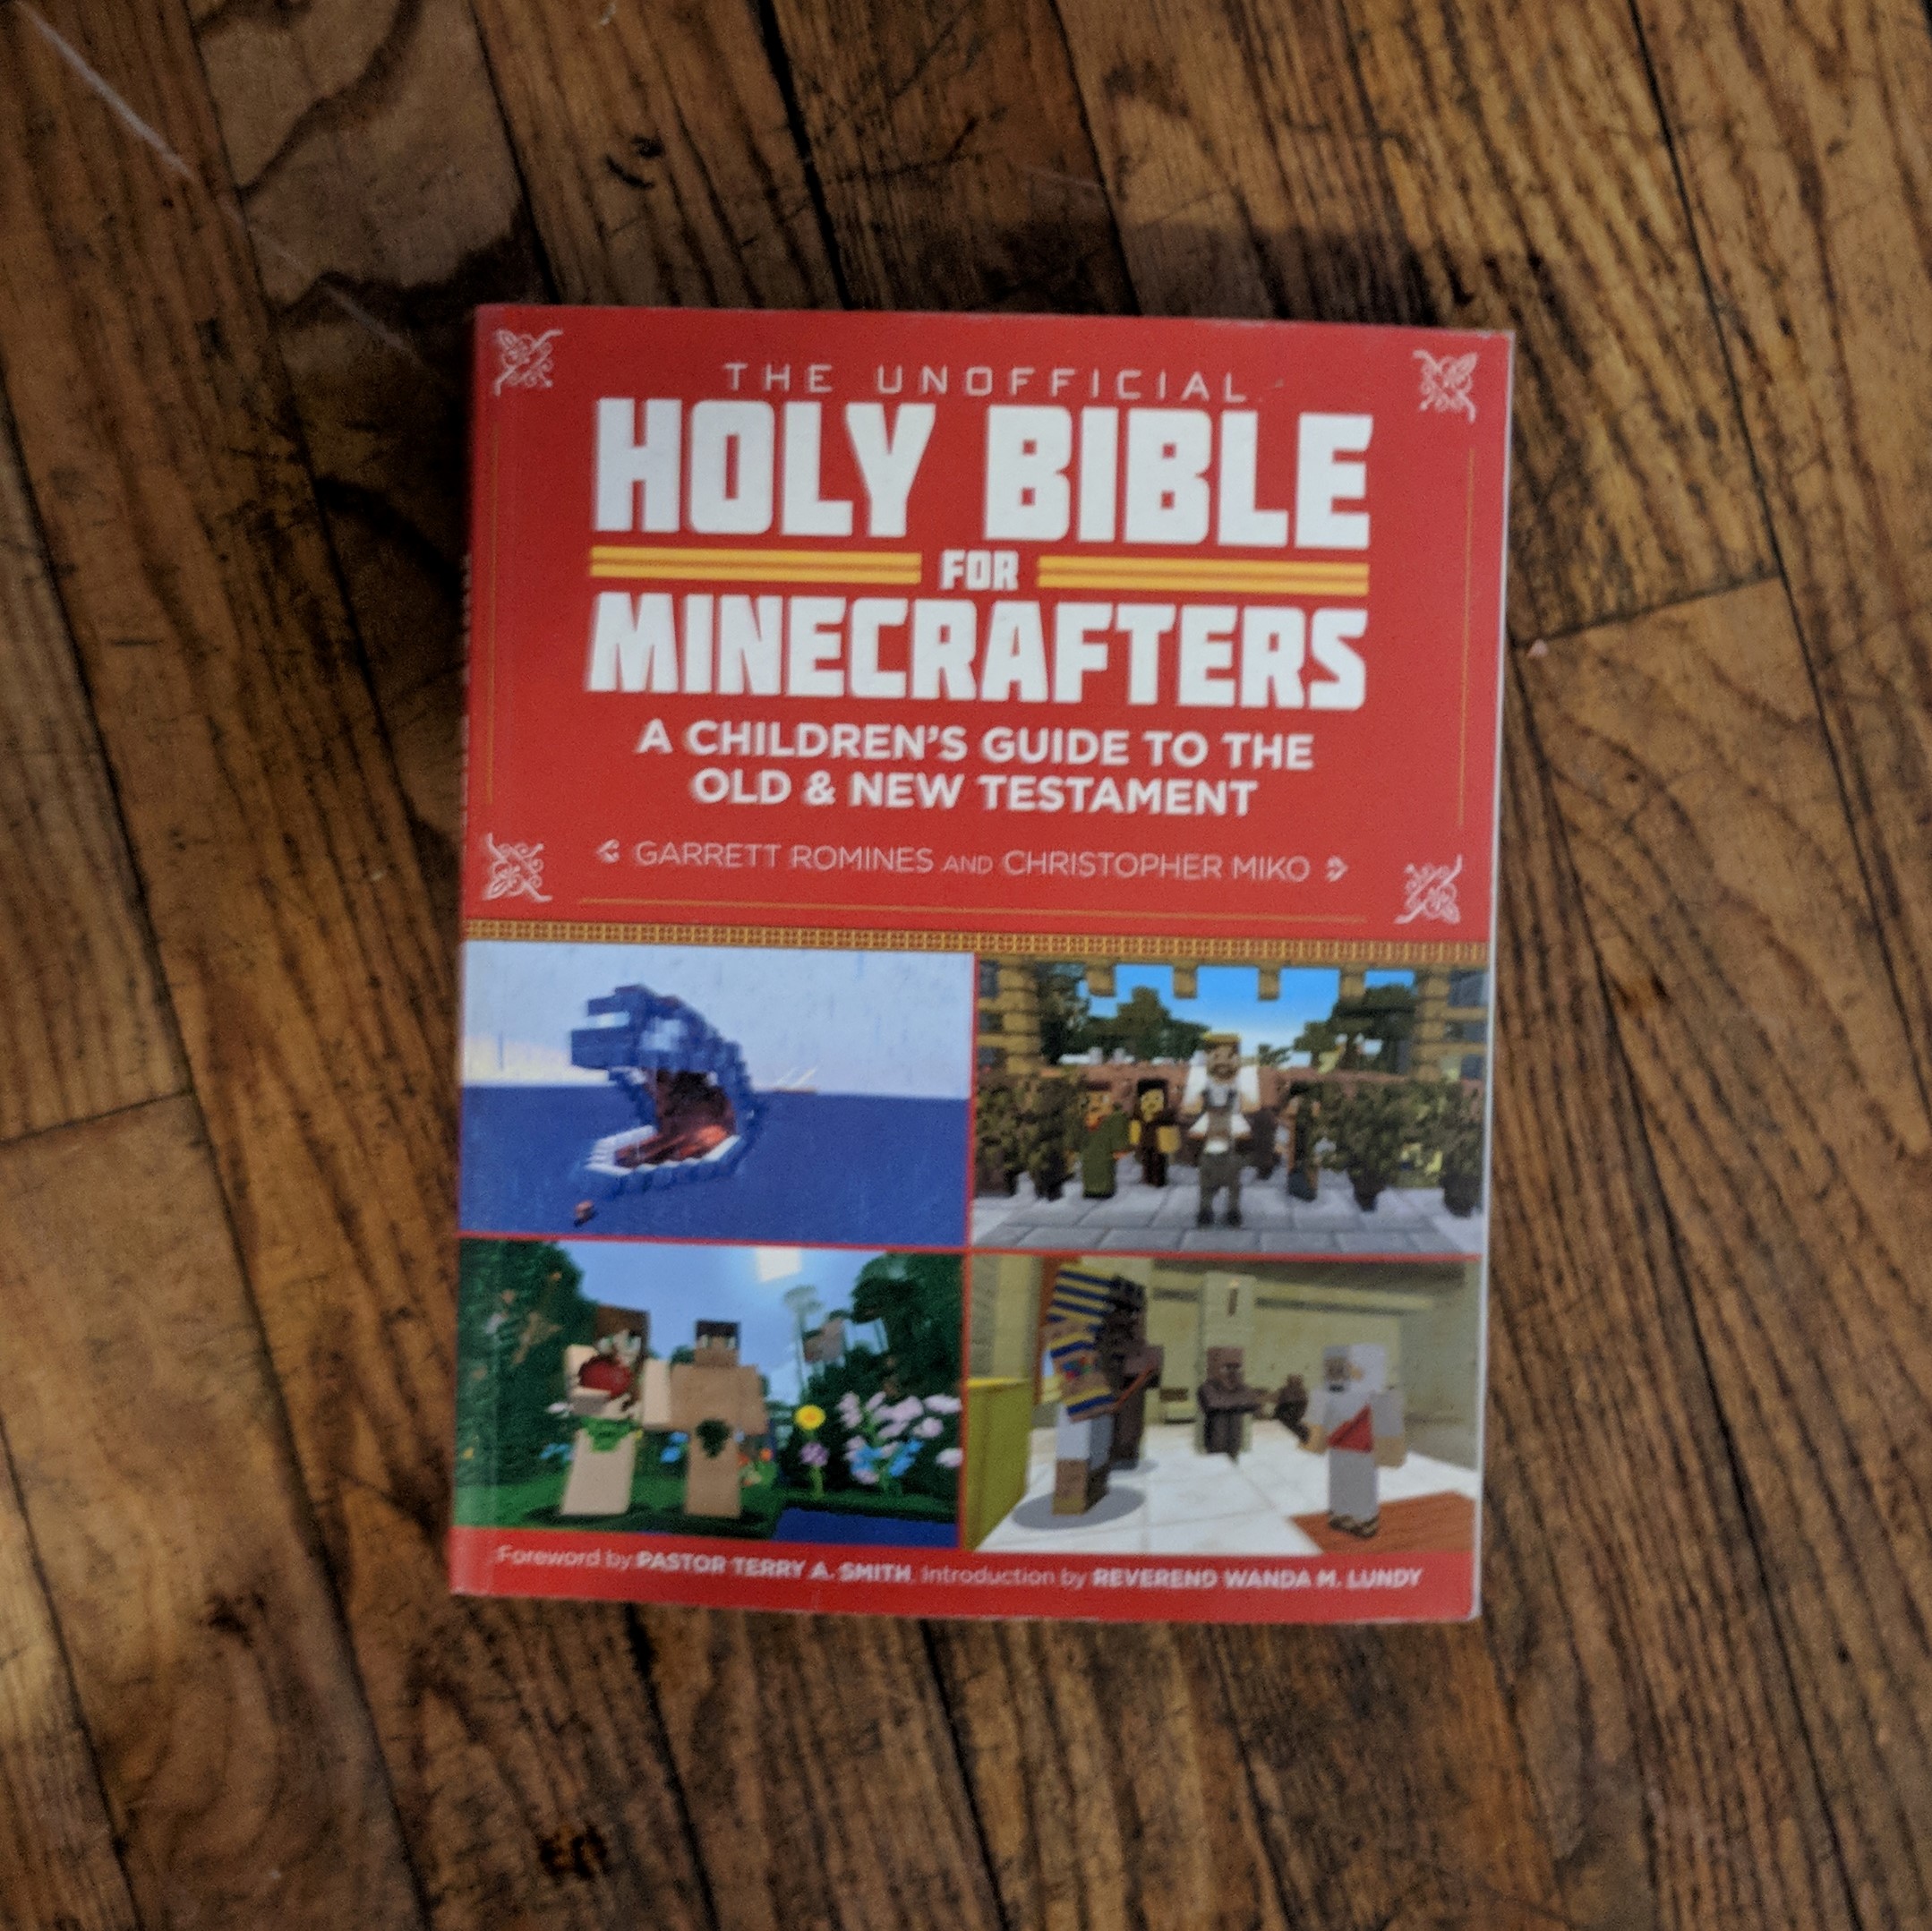 THE UNOFFICIAL
HOLY BIBLE
FOR
MINECRAFTERS
A CHILDREN'S GUIDE TO THE
OLD & NEW TESTAMENT
GARRETT ROMINES AND CHRISTOPHER MIKO
Foreword by PASTOR TERRY A. SMITH. Introduction by REVEREND WANDA M. LUNDY